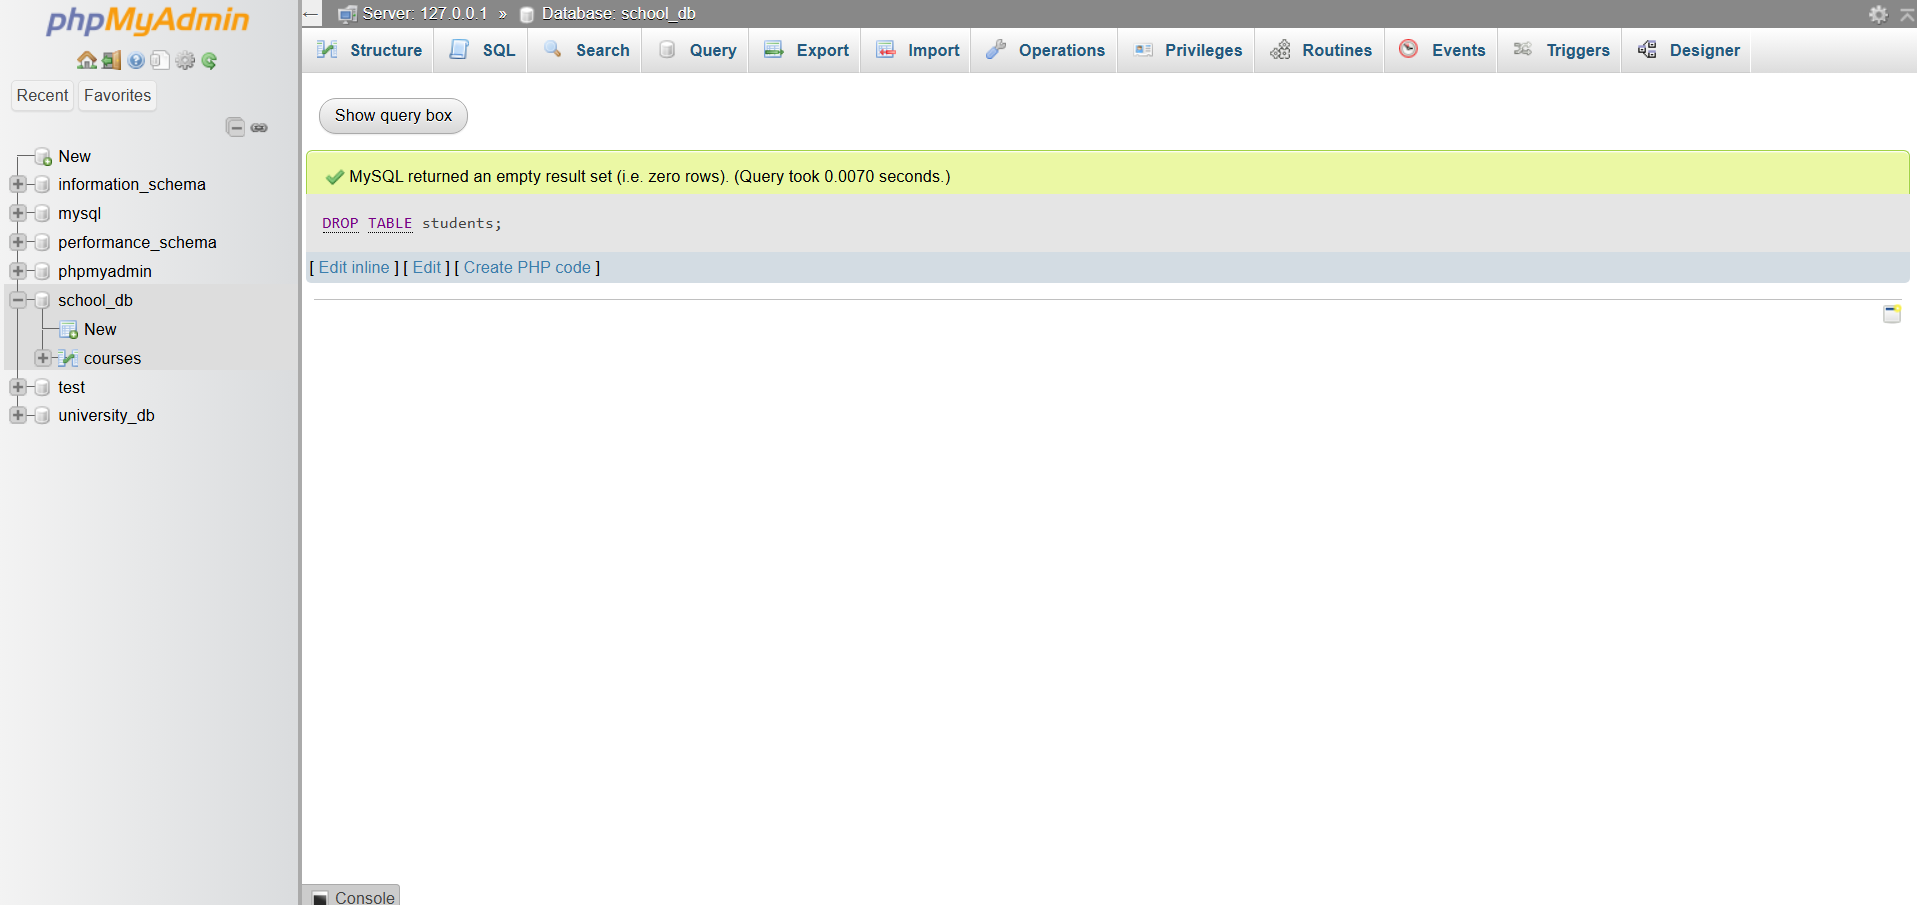 phpMyAdmin
Recent Favorites
New
information_schema
mysql
performance_schema
phpmyadmin
school_db
New
courses
test
university_db
← Server: 127.0.0.1 » Database: school_db
Structure SQL Search Query Export Import Operations Privileges Routines Events Triggers Designer
Show query box
MySQL returned an empty result set (i.e. zero rows). (Query took 0.0070 seconds.)
DROP TABLE students;
[ Edit inline ] [ Edit ] [ Create PHP code ]
Console